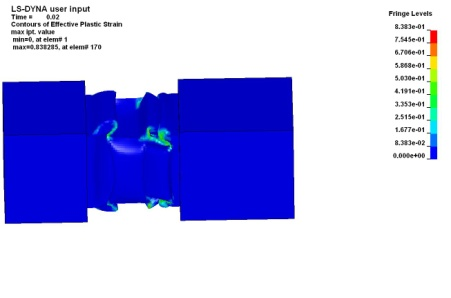 LS-DYNA user input
Time = 0.02
Contours of Effective Plastic Strain
max ipt. value
min=0, at elem# 1
max=0.838285, at elem# 170
Fringe Levels
8.383e-01
7.545e-01
6.706e-01
5.868e-01
5.030e-01
4.191e-01
3.353e-01
2.515e-01
1.677e-01
8.383e-02
0.000e+00